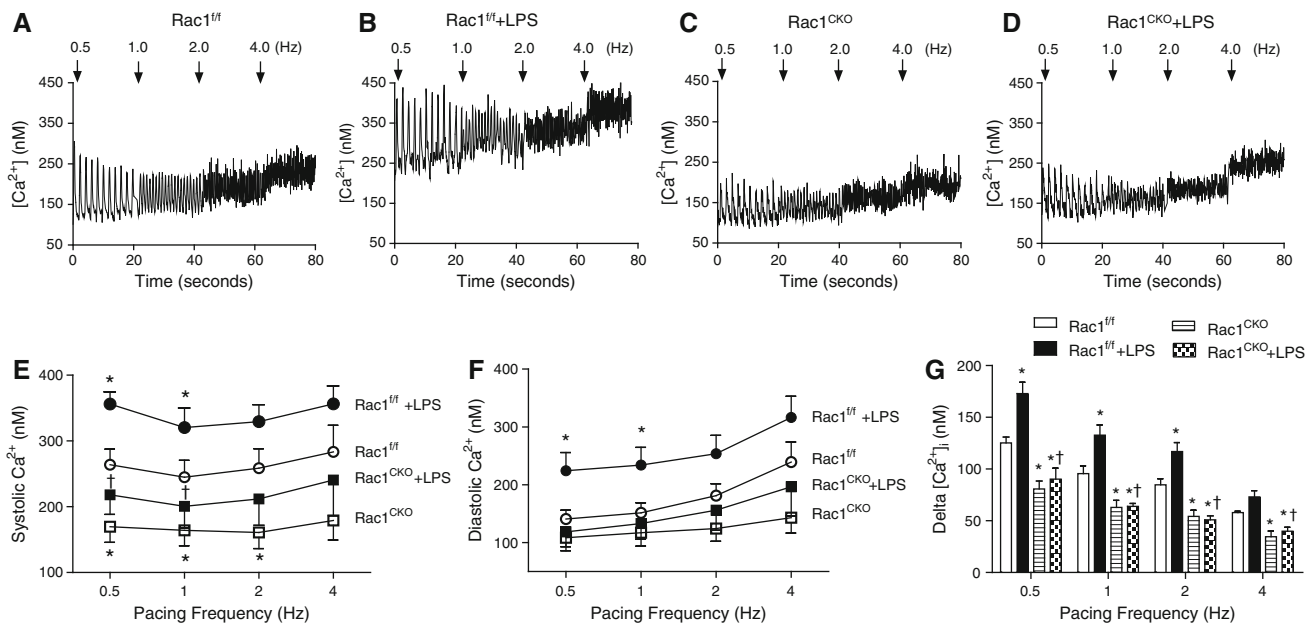 A
Rac1f/f
0.5 1.0 2.0 4.0 (Hz)
450
350
250
150
50
[Ca2+] (nM)
0 20 40 60 80
Time (seconds)
B
Rac1f/f+LPS
0.5 1.0 2.0 4.0 (Hz)
450
350
250
150
50
[Ca2+] (nM)
0 20 40 60 80
Time (seconds)
C
Rac1CKO
0.5 1.0 2.0 4.0 (Hz)
450
350
250
150
50
[Ca2+] (nM)
0 20 40 60 80
Time (seconds)
D
Rac1CKO+LPS
0.5 1.0 2.0 4.0 (Hz)
450
350
250
150
50
[Ca2+] (nM)
0 20 40 60 80
Time (seconds)
E
400
300
200
100
Systolic Ca2+ (nM)
* *
Rac1f/f +LPS
Rac1f/f
† †
Rac1CKO +LPS
Rac1CKO
* * *
0.5 1 2 4
Pacing Frequency (Hz)
F
400
300
200
100
Diastolic Ca2+ (nM)
* *
Rac1f/f +LPS
Rac1f/f
Rac1CKO+LPS
Rac1CKO
0.5 1 2 4
Pacing Frequency (Hz)
Rac1f/f Rac1CKO
Rac1f/f+LPS Rac1CKO+LPS
G
200
150
100
50
0
Delta [Ca2+]i (nM)
* * *† * * *† * * *† * *†
0.5 1 2 4
Pacing Frequency (Hz)